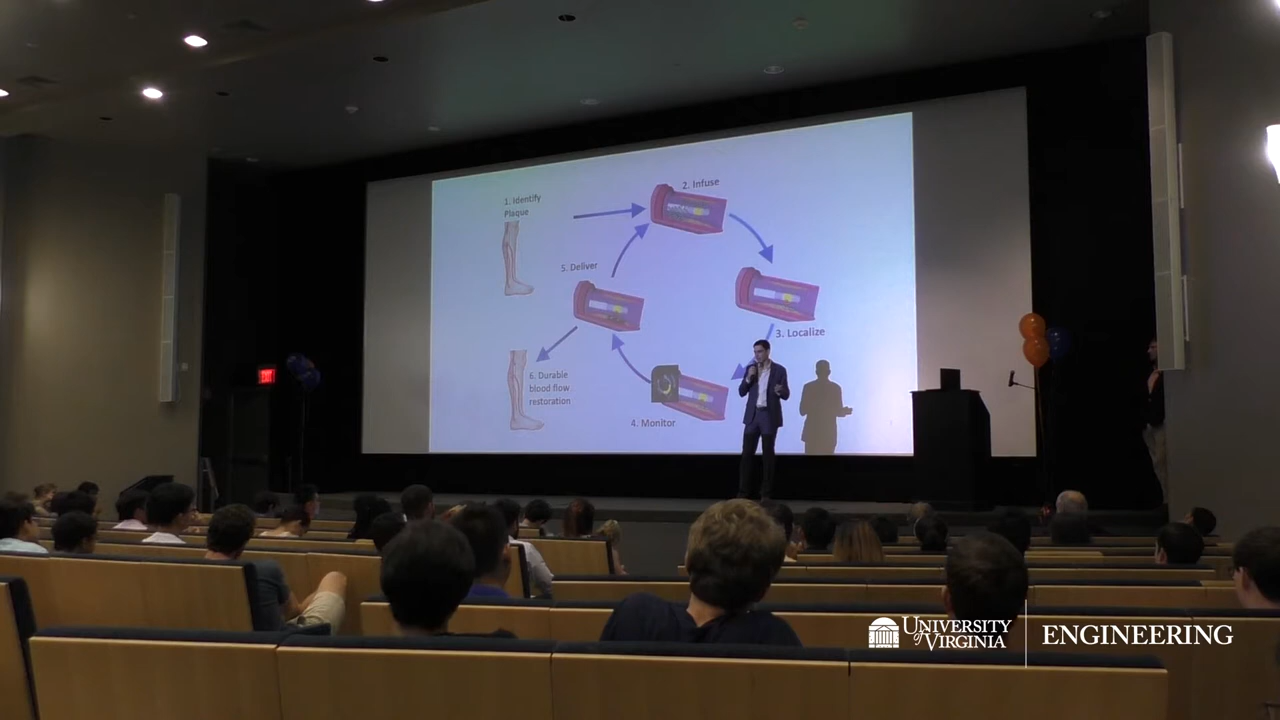 1. Identify
Plaque
2. Infuse
3. Localize
4. Monitor
5. Deliver
6. Durable
blood flow
restoration
EXIT
UNIVERSITY
of VIRGINIA
ENGINEERING